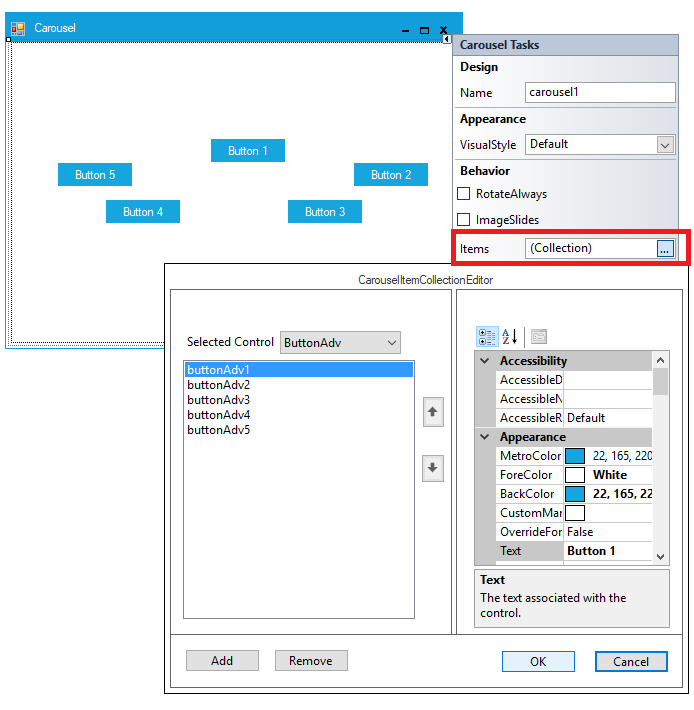 Carousel
Carousel Tasks
Design
Name carousel1
Appearance
VisualStyle Default
Behavior
RotateAlways
ImageSlides
Items (Collection) ...
Button 1
Button 5
Button 2
Button 4
Button 3
CarouselItemCollectionEditor
Selected Control ButtonAdv
buttonAdv1
buttonAdv2
buttonAdv3
buttonAdv4
buttonAdv5
A Z
Accessibility
AccessibleD
AccessibleN
AccessibleR Default
Appearance
MetroColor 22, 165, 220
ForeColor White
BackColor 22, 165, 22
CustomMar
OverrideFor False
Text Button 1
Text
The text associated with the
control.
Add
Remove
OK
Cancel